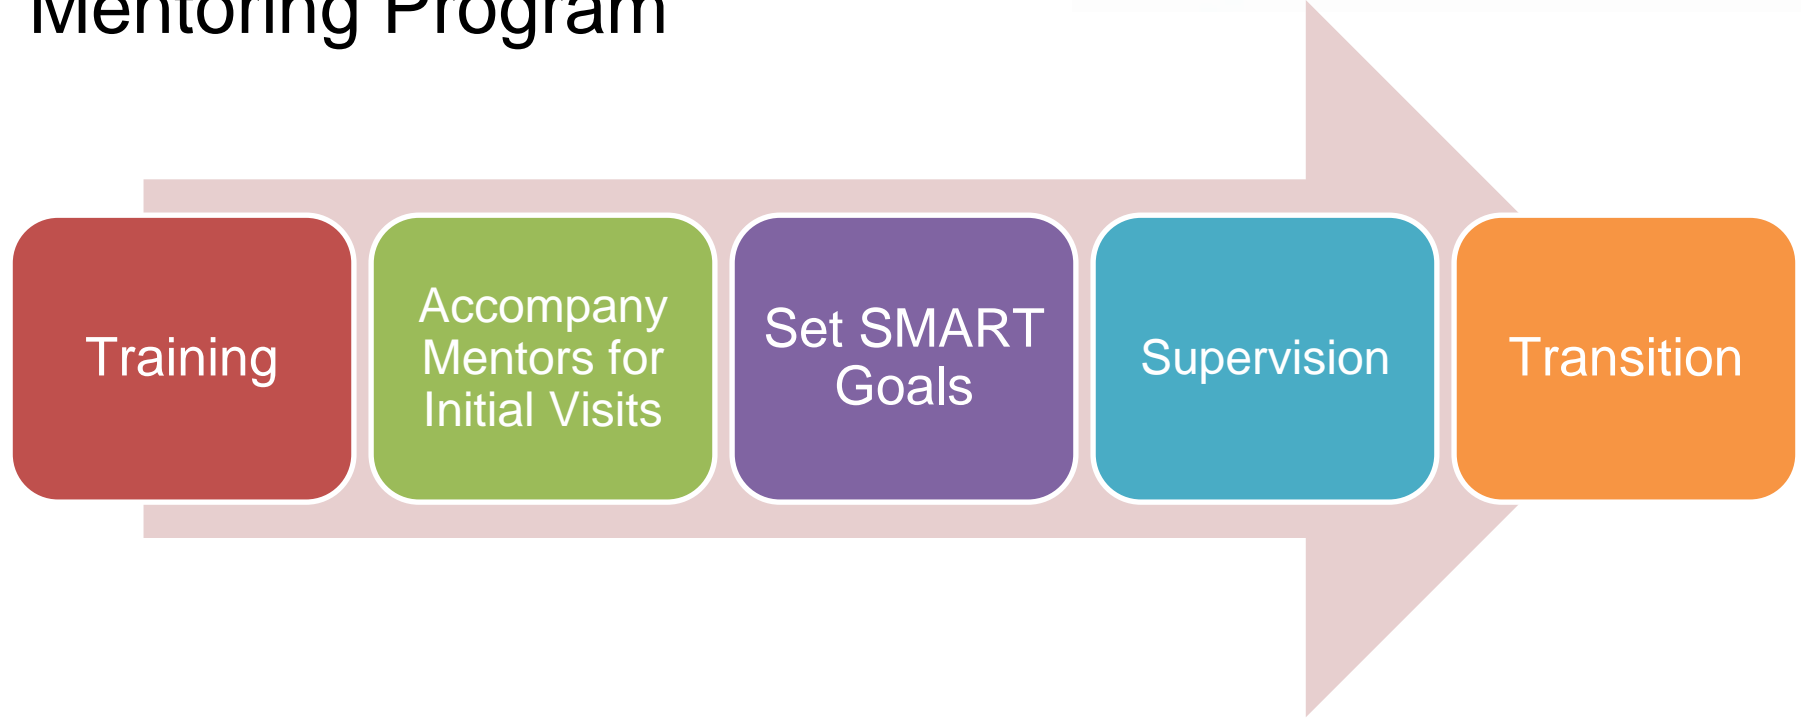 Mentoring Program
Training
Accompany
Mentors for
Initial Visits
Set SMART
Goals
Supervision
Transition